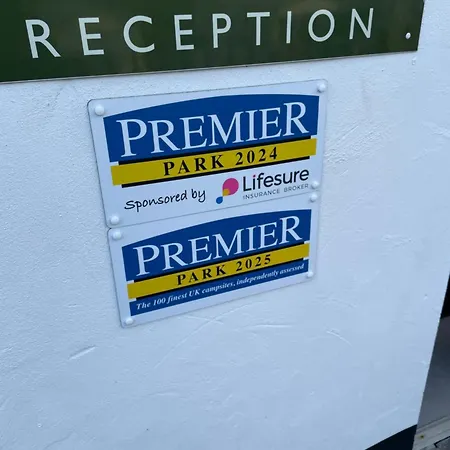 RECEPTION.
PREMIER
PARK 2024
Sponsored by Lifesure
INSURANCE BROKER
PREMIER
PARK 2025
The 100 finest UK campsites, independently assessed